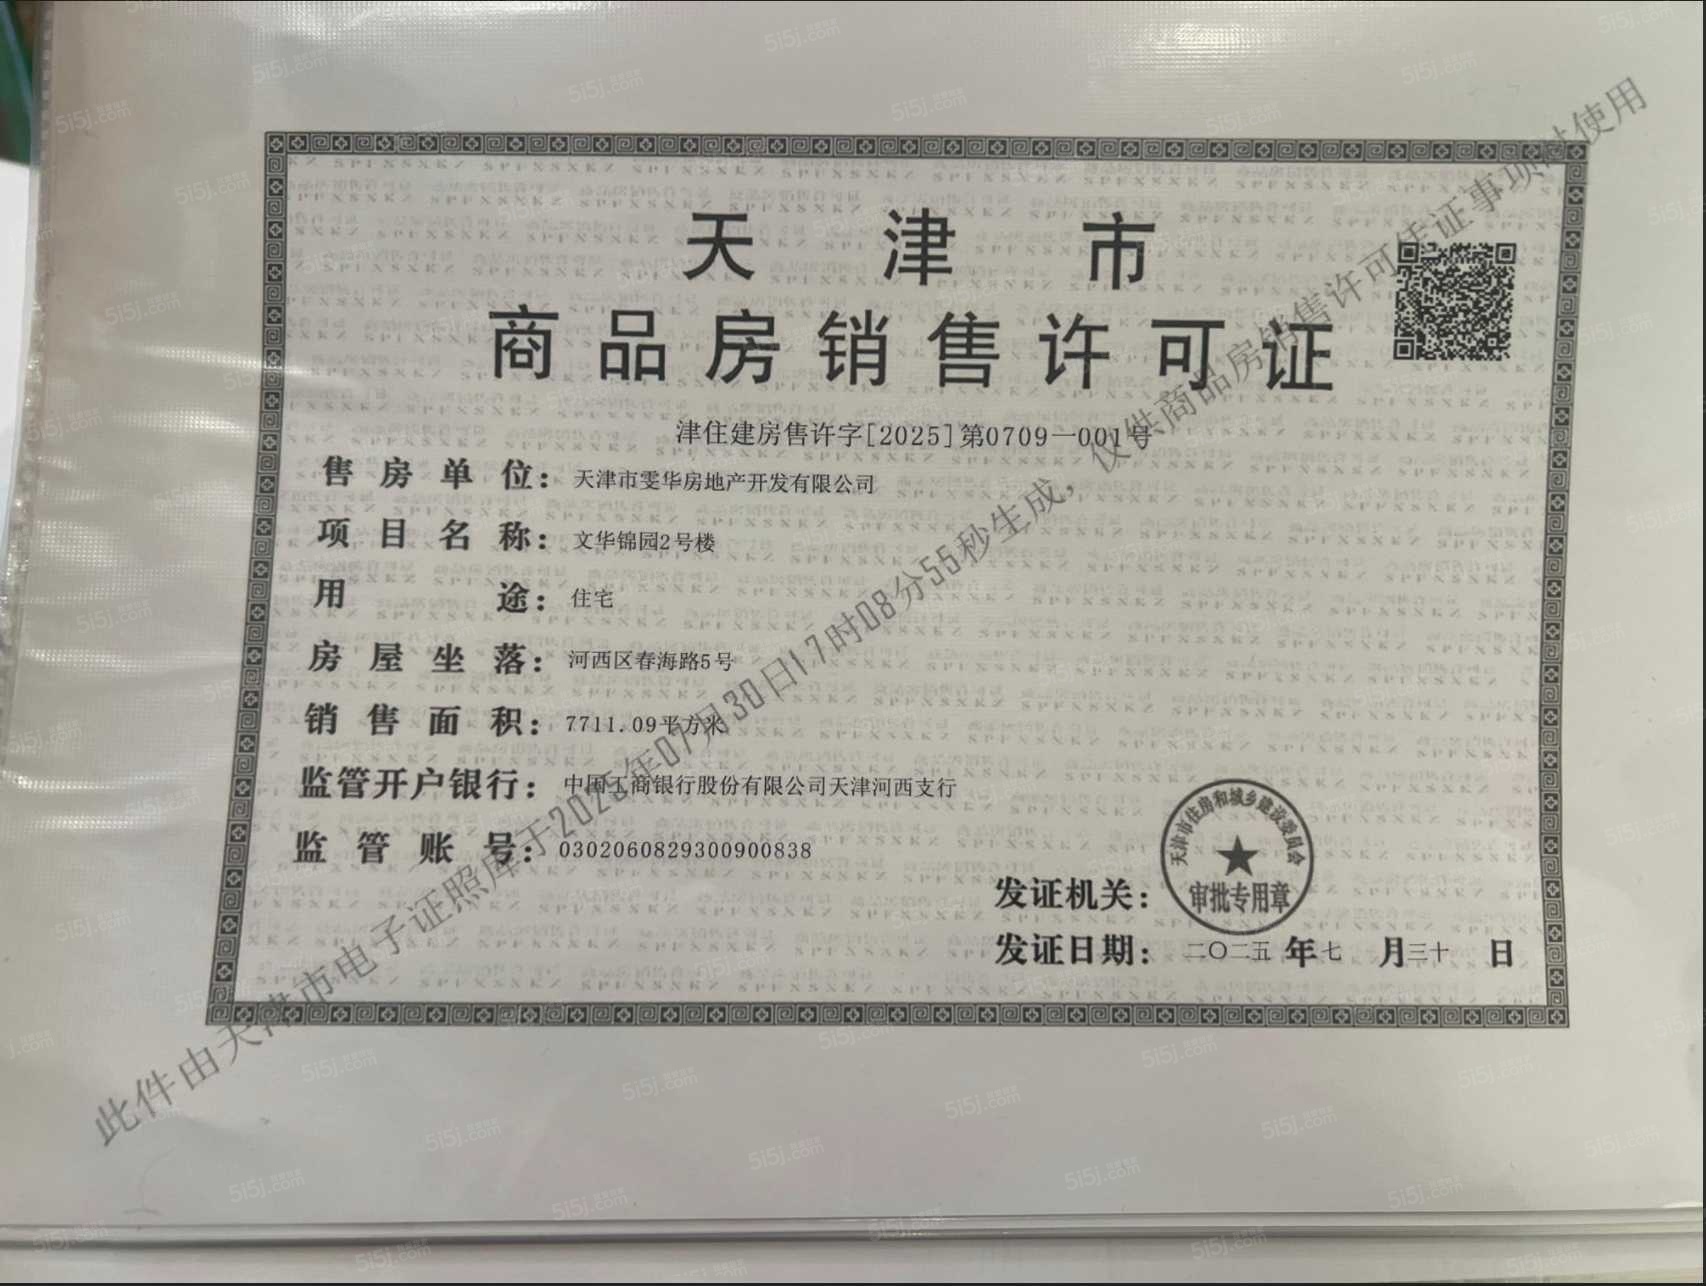 天津市
商品房销售许可证
津住建房售许字[2025]第0709—001号
售房单位：天津市雯华房地产开发有限公司
项目名称：文华锦园2号楼
用途：住宅
房屋坐落：河西区春海路5号
销售面积：7711.09平方米
监管开户银行：中国工商银行股份有限公司天津河西支行
监管账号：0302060829300900838
发证机关：
天津市住房和城乡建设委员会
审批专用章
发证日期：二〇二五年七月三十日
此件由天津市电子证照库于2025年07月30日17时08分55秒生成，仅供商品房销售许可凭证事项时使用
5i5j.com